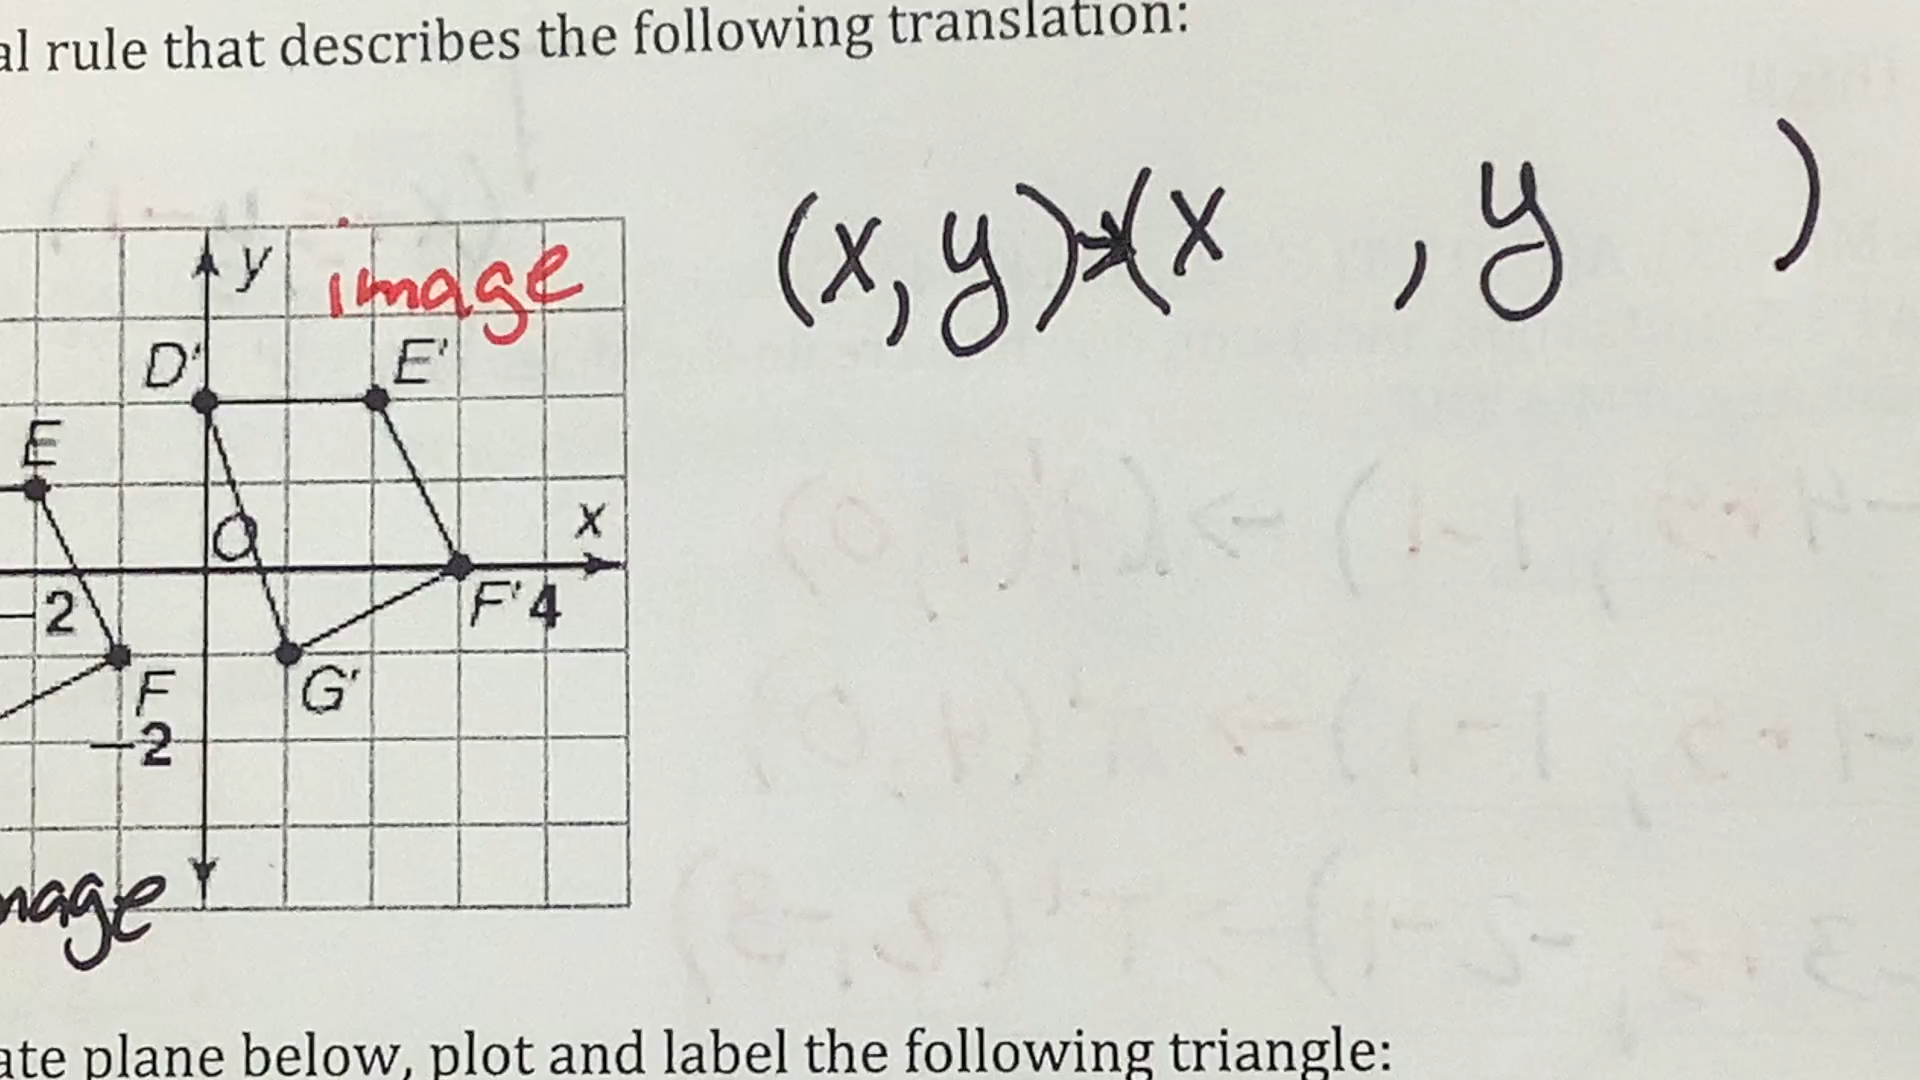 al rule that describes the following translation:
(x, y)→(x , y )
y image
D' E'
E
O x
-2 F' 4
F G'
-2
mage
ate plane below, plot and label the following triangle: